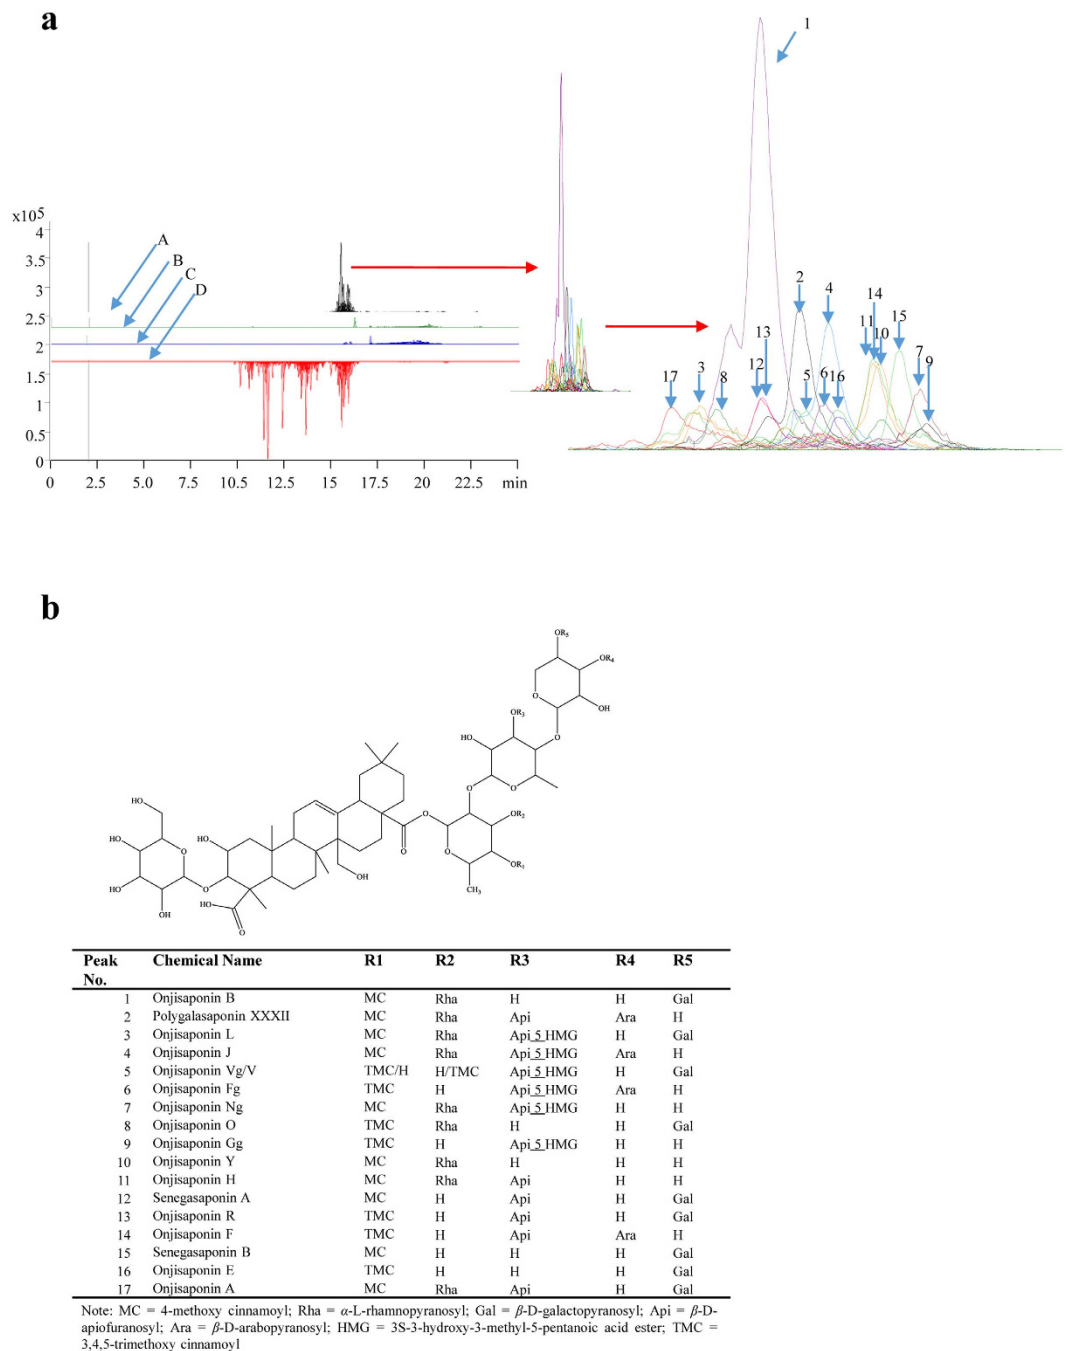 a
x10⁵
4
3.5
3
2.5
2
1.5
1
0.5
0
0 2.5 5.0 7.5 10.5 12.5 15 17.5 20 22.5 min
A
B
C
D
1
2
4
14
13
11
10
15
12
17
3
8
5
6
16
7
9
b
OR₅
OR₄
OH
OR₃
HO
O
O
O
O
O
OR₂
OR₁
CH₃
O
O
O
HO
HO
HO
OH
O
O
HO
HO
O
OH
Peak No. Chemical Name R1 R2 R3 R4 R5
1 Onjisaponin B MC Rha H H Gal
2 Polygalasaponin XXXII MC Rha Api Ara H
3 Onjisaponin L MC Rha Api 5 HMG H Gal
4 Onjisaponin J MC Rha Api 5 HMG Ara H
5 Onjisaponin Vg/V TMC/H H/TMC Api 5 HMG H Gal
6 Onjisaponin Fg TMC H Api 5 HMG Ara H
7 Onjisaponin Ng MC Rha Api 5 HMG H H
8 Onjisaponin O TMC Rha H H Gal
9 Onjisaponin Gg TMC H Api 5 HMG H H
10 Onjisaponin Y MC Rha H H H
11 Onjisaponin H MC Rha Api H H
12 Senegasaponin A MC H Api H Gal
13 Onjisaponin R TMC H Api H Gal
14 Onjisaponin F TMC H Api Ara H
15 Senegasaponin B MC H H H Gal
16 Onjisaponin E TMC H H H Gal
17 Onjisaponin A MC Rha Api H Gal
Note: MC = 4-methoxy cinnamoyl; Rha = α-L-rhamnopyranosyl; Gal = β-D-galactopyranosyl; Api = β-D-
apiofuranosyl; Ara = β-D-arabopyranosyl; HMG = 3S-3-hydroxy-3-methyl-5-pentanoic acid ester; TMC =
3,4,5-trimethoxy cinnamoyl